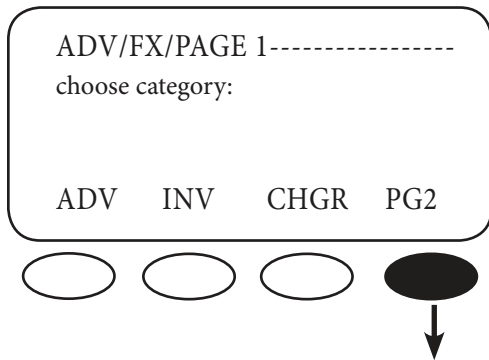 ADV/FX/PAGE 1-----------------
choose category:
ADV INV CHGR PG2